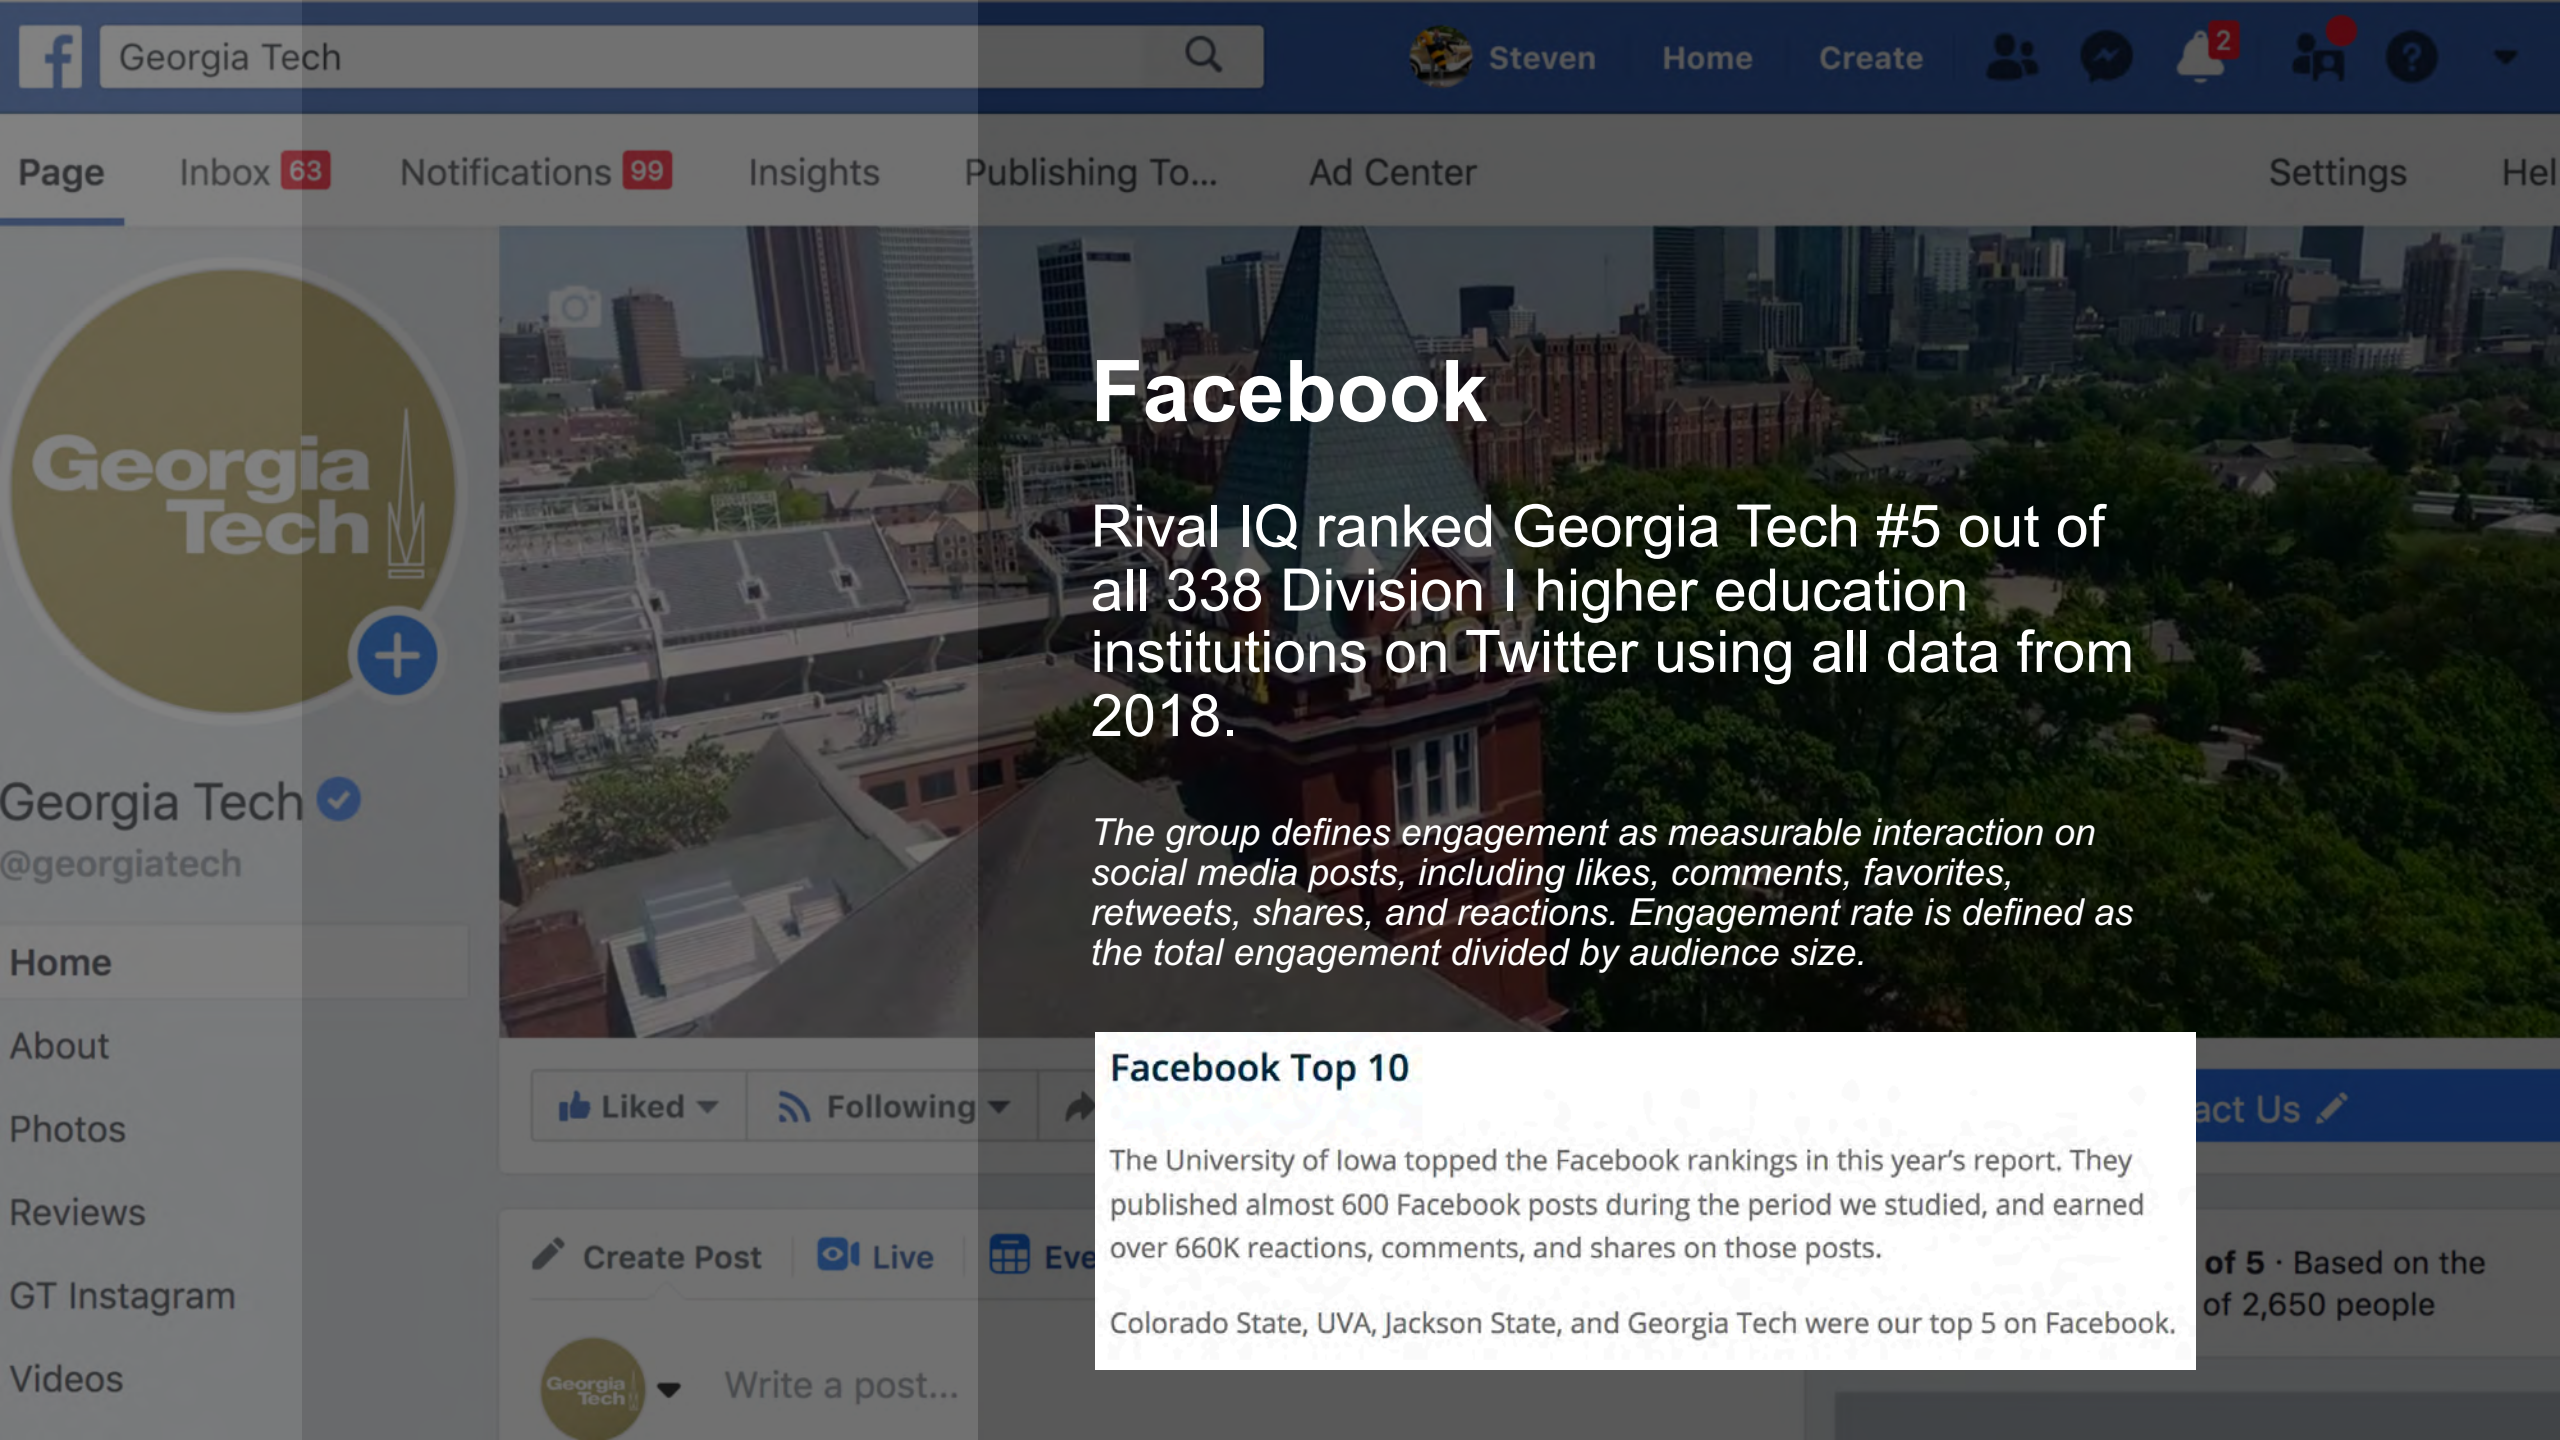 Georgia Tech
Steven
Home
Create
2
Page
Inbox 63
Notifications 99
Insights
Publishing To...
Ad Center
Settings
Hel
Georgia
Tech
Georgia Tech
@georgiatech
Home
About
Photos
Reviews
GT Instagram
Videos
Facebook
Rival IQ ranked Georgia Tech #5 out of
all 338 Division I higher education
institutions on Twitter using all data from
2018.
The group defines engagement as measurable interaction on
social media posts, including likes, comments, favorites,
retweets, shares, and reactions. Engagement rate is defined as
the total engagement divided by audience size.
Liked
Following
act Us
Create Post
Live
Eve
Georgia
Tech
Write a post...
Facebook Top 10
The University of Iowa topped the Facebook rankings in this year's report. They
published almost 600 Facebook posts during the period we studied, and earned
over 660K reactions, comments, and shares on those posts.
Colorado State, UVA, Jackson State, and Georgia Tech were our top 5 on Facebook.
of 5 · Based on the
of 2,650 people